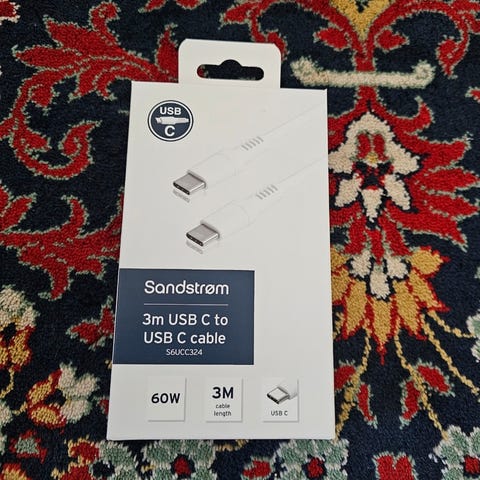 USB
C
Sandstrøm
3m USB C to
USB C cable
S6UCC324
60W
3M
cable
length
USB C